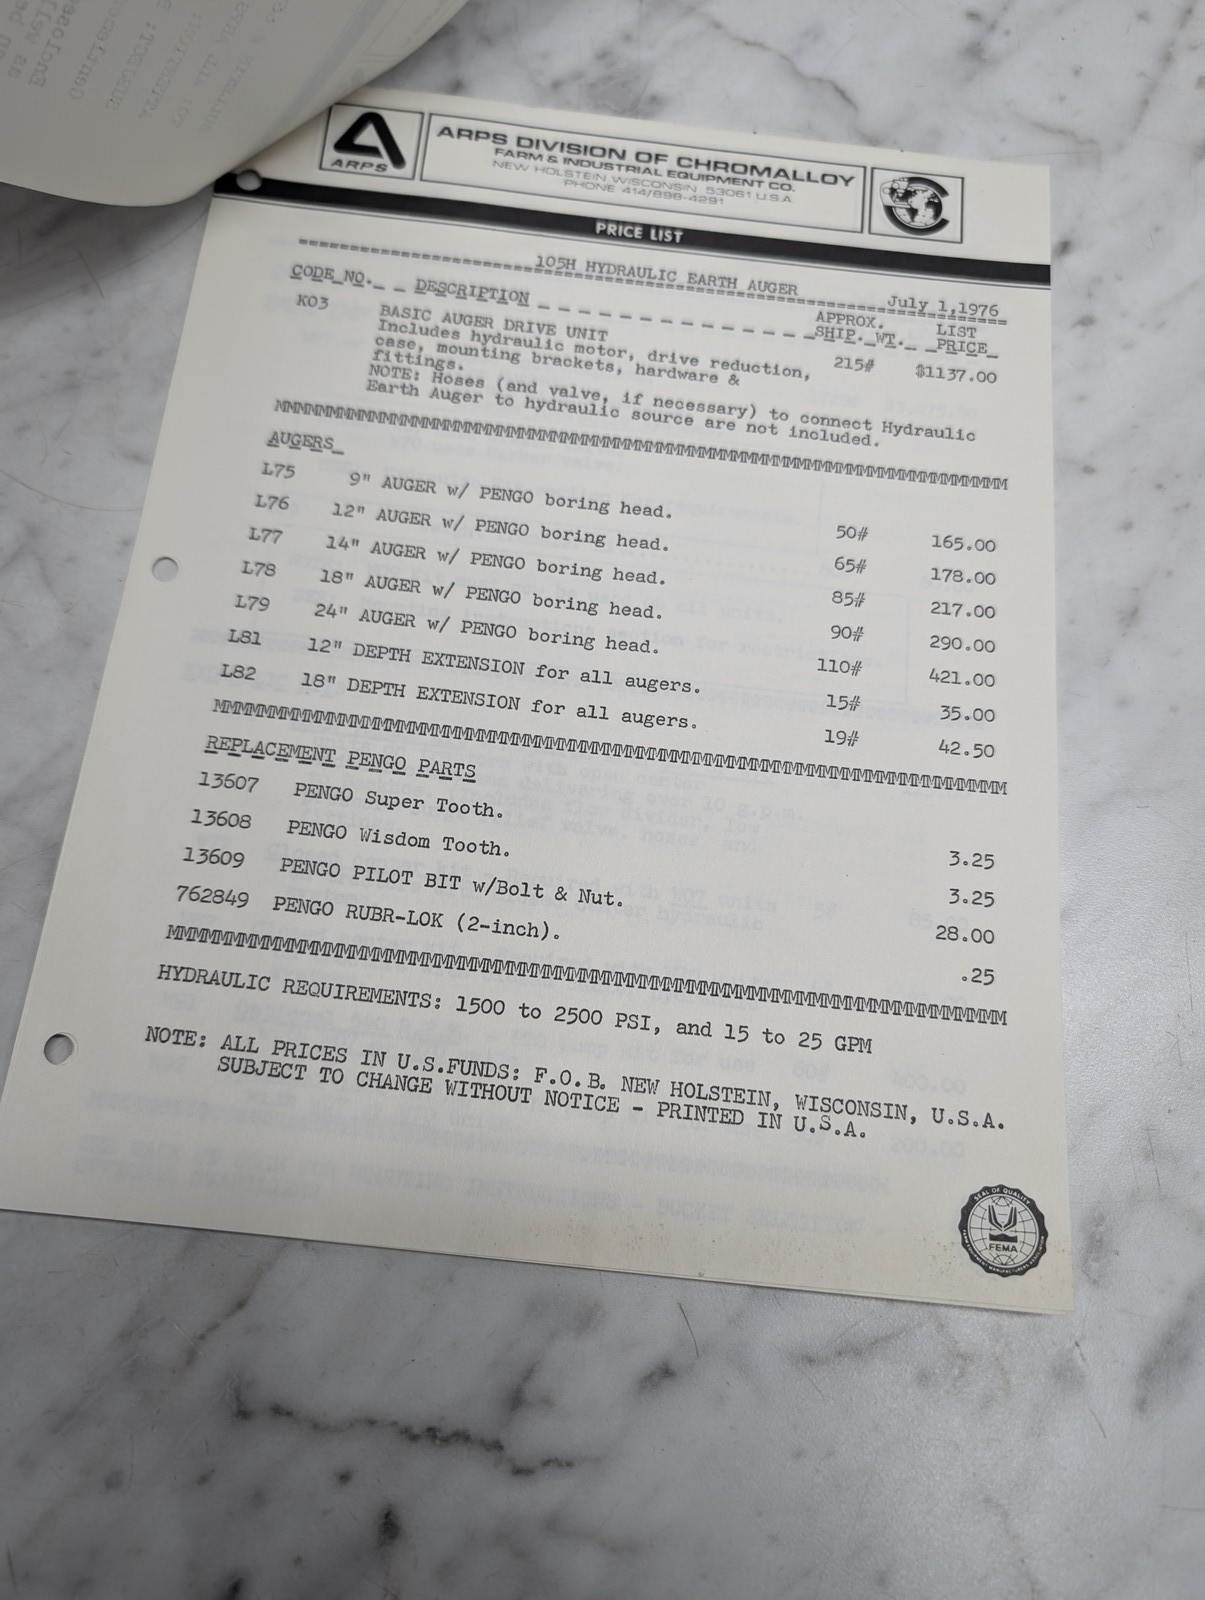 ARPS
ARPS DIVISION OF CHROMALLOY
FARM & INDUSTRIAL EQUIPMENT CO.
NEW HOLSTEIN, WISCONSIN 53061 U.S.A.
PHONE 414/898-4291
PRICE LIST
105H HYDRAULIC EARTH AUGER
July 1,1976
CODE NO. DESCRIPTION APPROX. SHIP. WT. LIST PRICE
K03 BASIC AUGER DRIVE UNIT 215# $1137.00
Includes hydraulic motor, drive reduction,
case, mounting brackets, hardware &
fittings.
NOTE: Hoses (and valve, if necessary) to connect Hydraulic
Earth Auger to hydraulic source are not included.
AUGERS
L75 9" AUGER w/ PENGO boring head. 50# 165.00
L76 12" AUGER w/ PENGO boring head. 65# 178.00
L77 14" AUGER w/ PENGO boring head. 85# 217.00
L78 18" AUGER w/ PENGO boring head. 90# 290.00
L79 24" AUGER w/ PENGO boring head. 110# 421.00
L81 12" DEPTH EXTENSION for all augers. 15# 35.00
L82 18" DEPTH EXTENSION for all augers. 19# 42.50
REPLACEMENT PENGO PARTS
13607 PENGO Super Tooth. 3.25
13608 PENGO Wisdom Tooth. 3.25
13609 PENGO PILOT BIT w/Bolt & Nut. 28.00
762849 PENGO RUBR-LOK (2-inch). .25
HYDRAULIC REQUIREMENTS: 1500 to 2500 PSI, and 15 to 25 GPM
NOTE: ALL PRICES IN U.S.FUNDS: F.O.B. NEW HOLSTEIN, WISCONSIN, U.S.A.
SUBJECT TO CHANGE WITHOUT NOTICE - PRINTED IN U.S.A.
SEAL OF QUALITY
FEMA